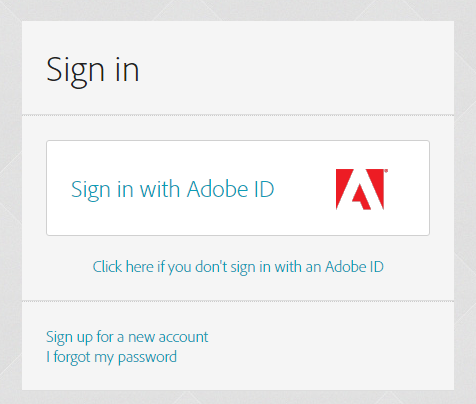 Sign in
Sign in with Adobe ID
Click here if you don't sign in with an Adobe ID
Sign up for a new account
I forgot my password